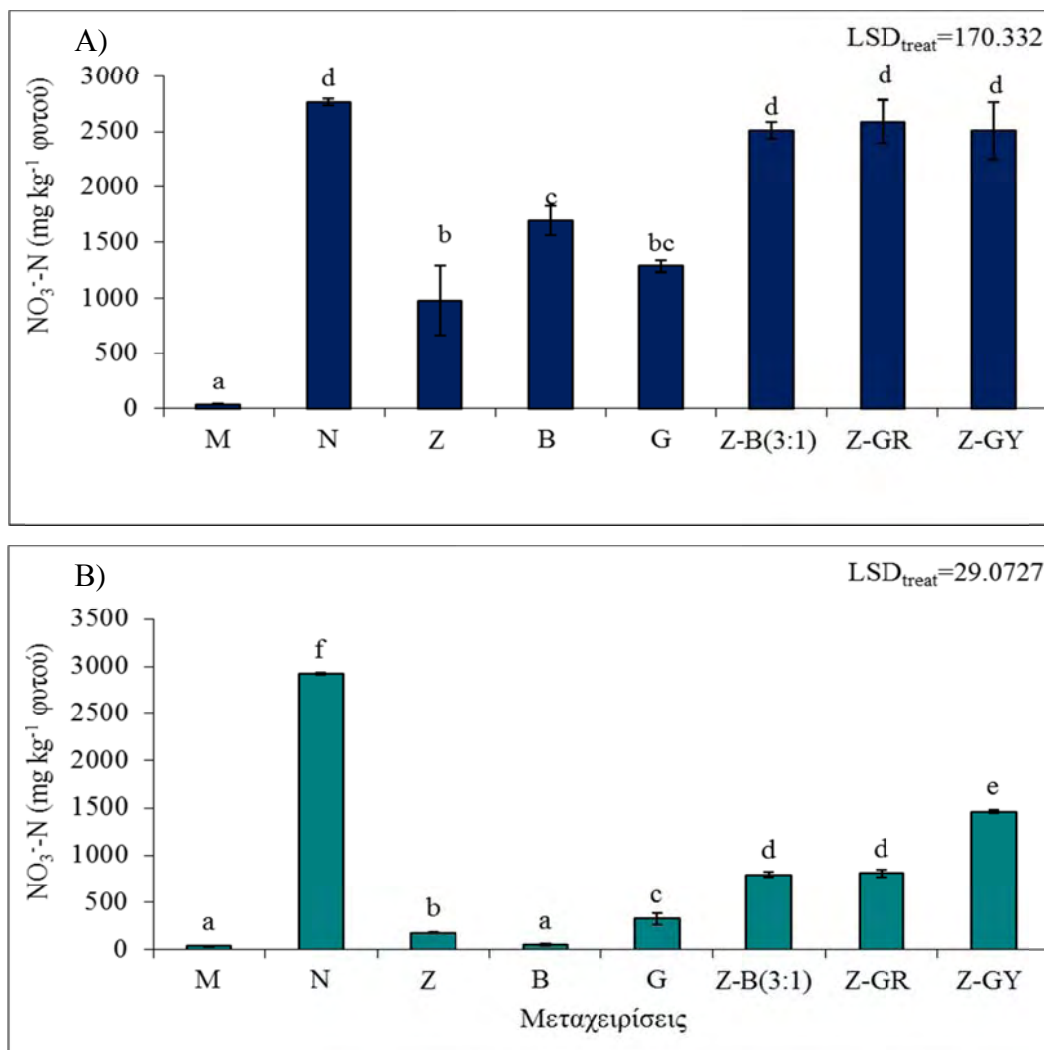 A)
LSDtreat=170.332
NO3--N (mg kg-1 φυτού)
3000
2500
2000
1500
1000
500
0
a
d
b
c
bc
d
d
d
M N Z B G Z-B(3:1) Z-GR Z-GY
B)
LSDtreat=29.0727
NO3--N (mg kg-1 φυτού)
3500
3000
2500
2000
1500
1000
500
0
a
f
b
a
c
d
d
e
M N Z B G Z-B(3:1) Z-GR Z-GY
Μεταχειρίσεις